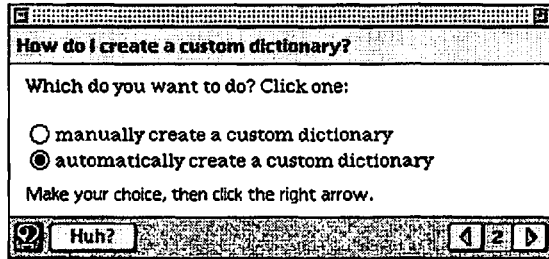 How do I create a custom dictionary?
Which do you want to do? Click one:
manually create a custom dictionary
automatically create a custom dictionary
Make your choice, then click the right arrow.
? Huh? 2